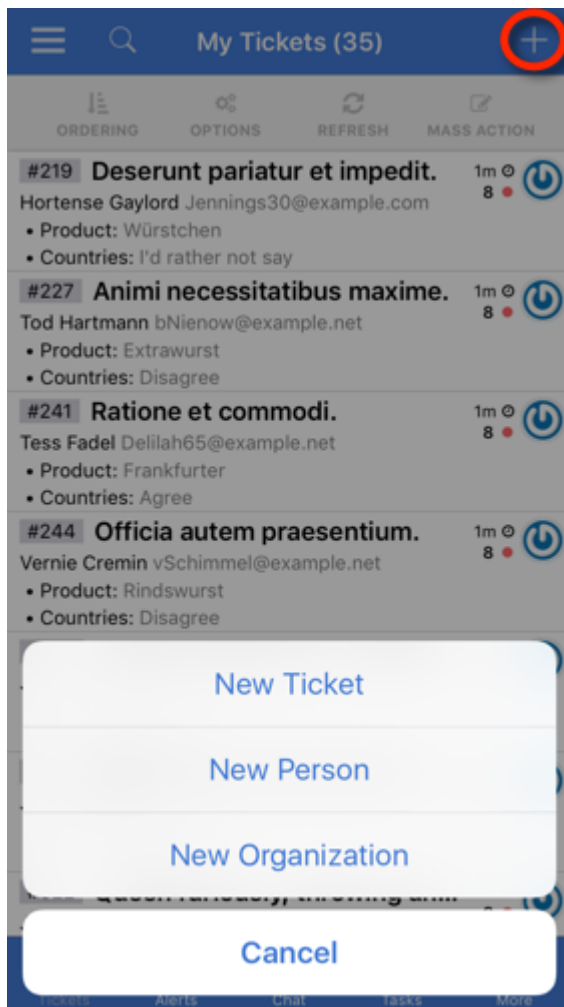 My Tickets (35)
ORDERING OPTIONS REFRESH MASS ACTION
#219 Deserunt pariatur et impedit. 1m
Hortense Gaylord Jennings30@example.com 8
• Product: Würstchen
• Countries: I'd rather not say
#227 Animi necessitatibus maxime. 1m
Tod Hartmann bNienow@example.net 8
• Product: Extrawurst
• Countries: Disagree
#241 Ratione et commodi. 1m
Tess Fadel Delilah65@example.net 8
• Product: Frankfurter
• Countries: Agree
#244 Officia autem praesentium. 1m
Vernie Cremin vSchimmel@example.net 8
• Product: Rindswurst
• Countries: Disagree
New Ticket
New Person
New Organization
Cancel
Tickets Alerts Chat Tasks More